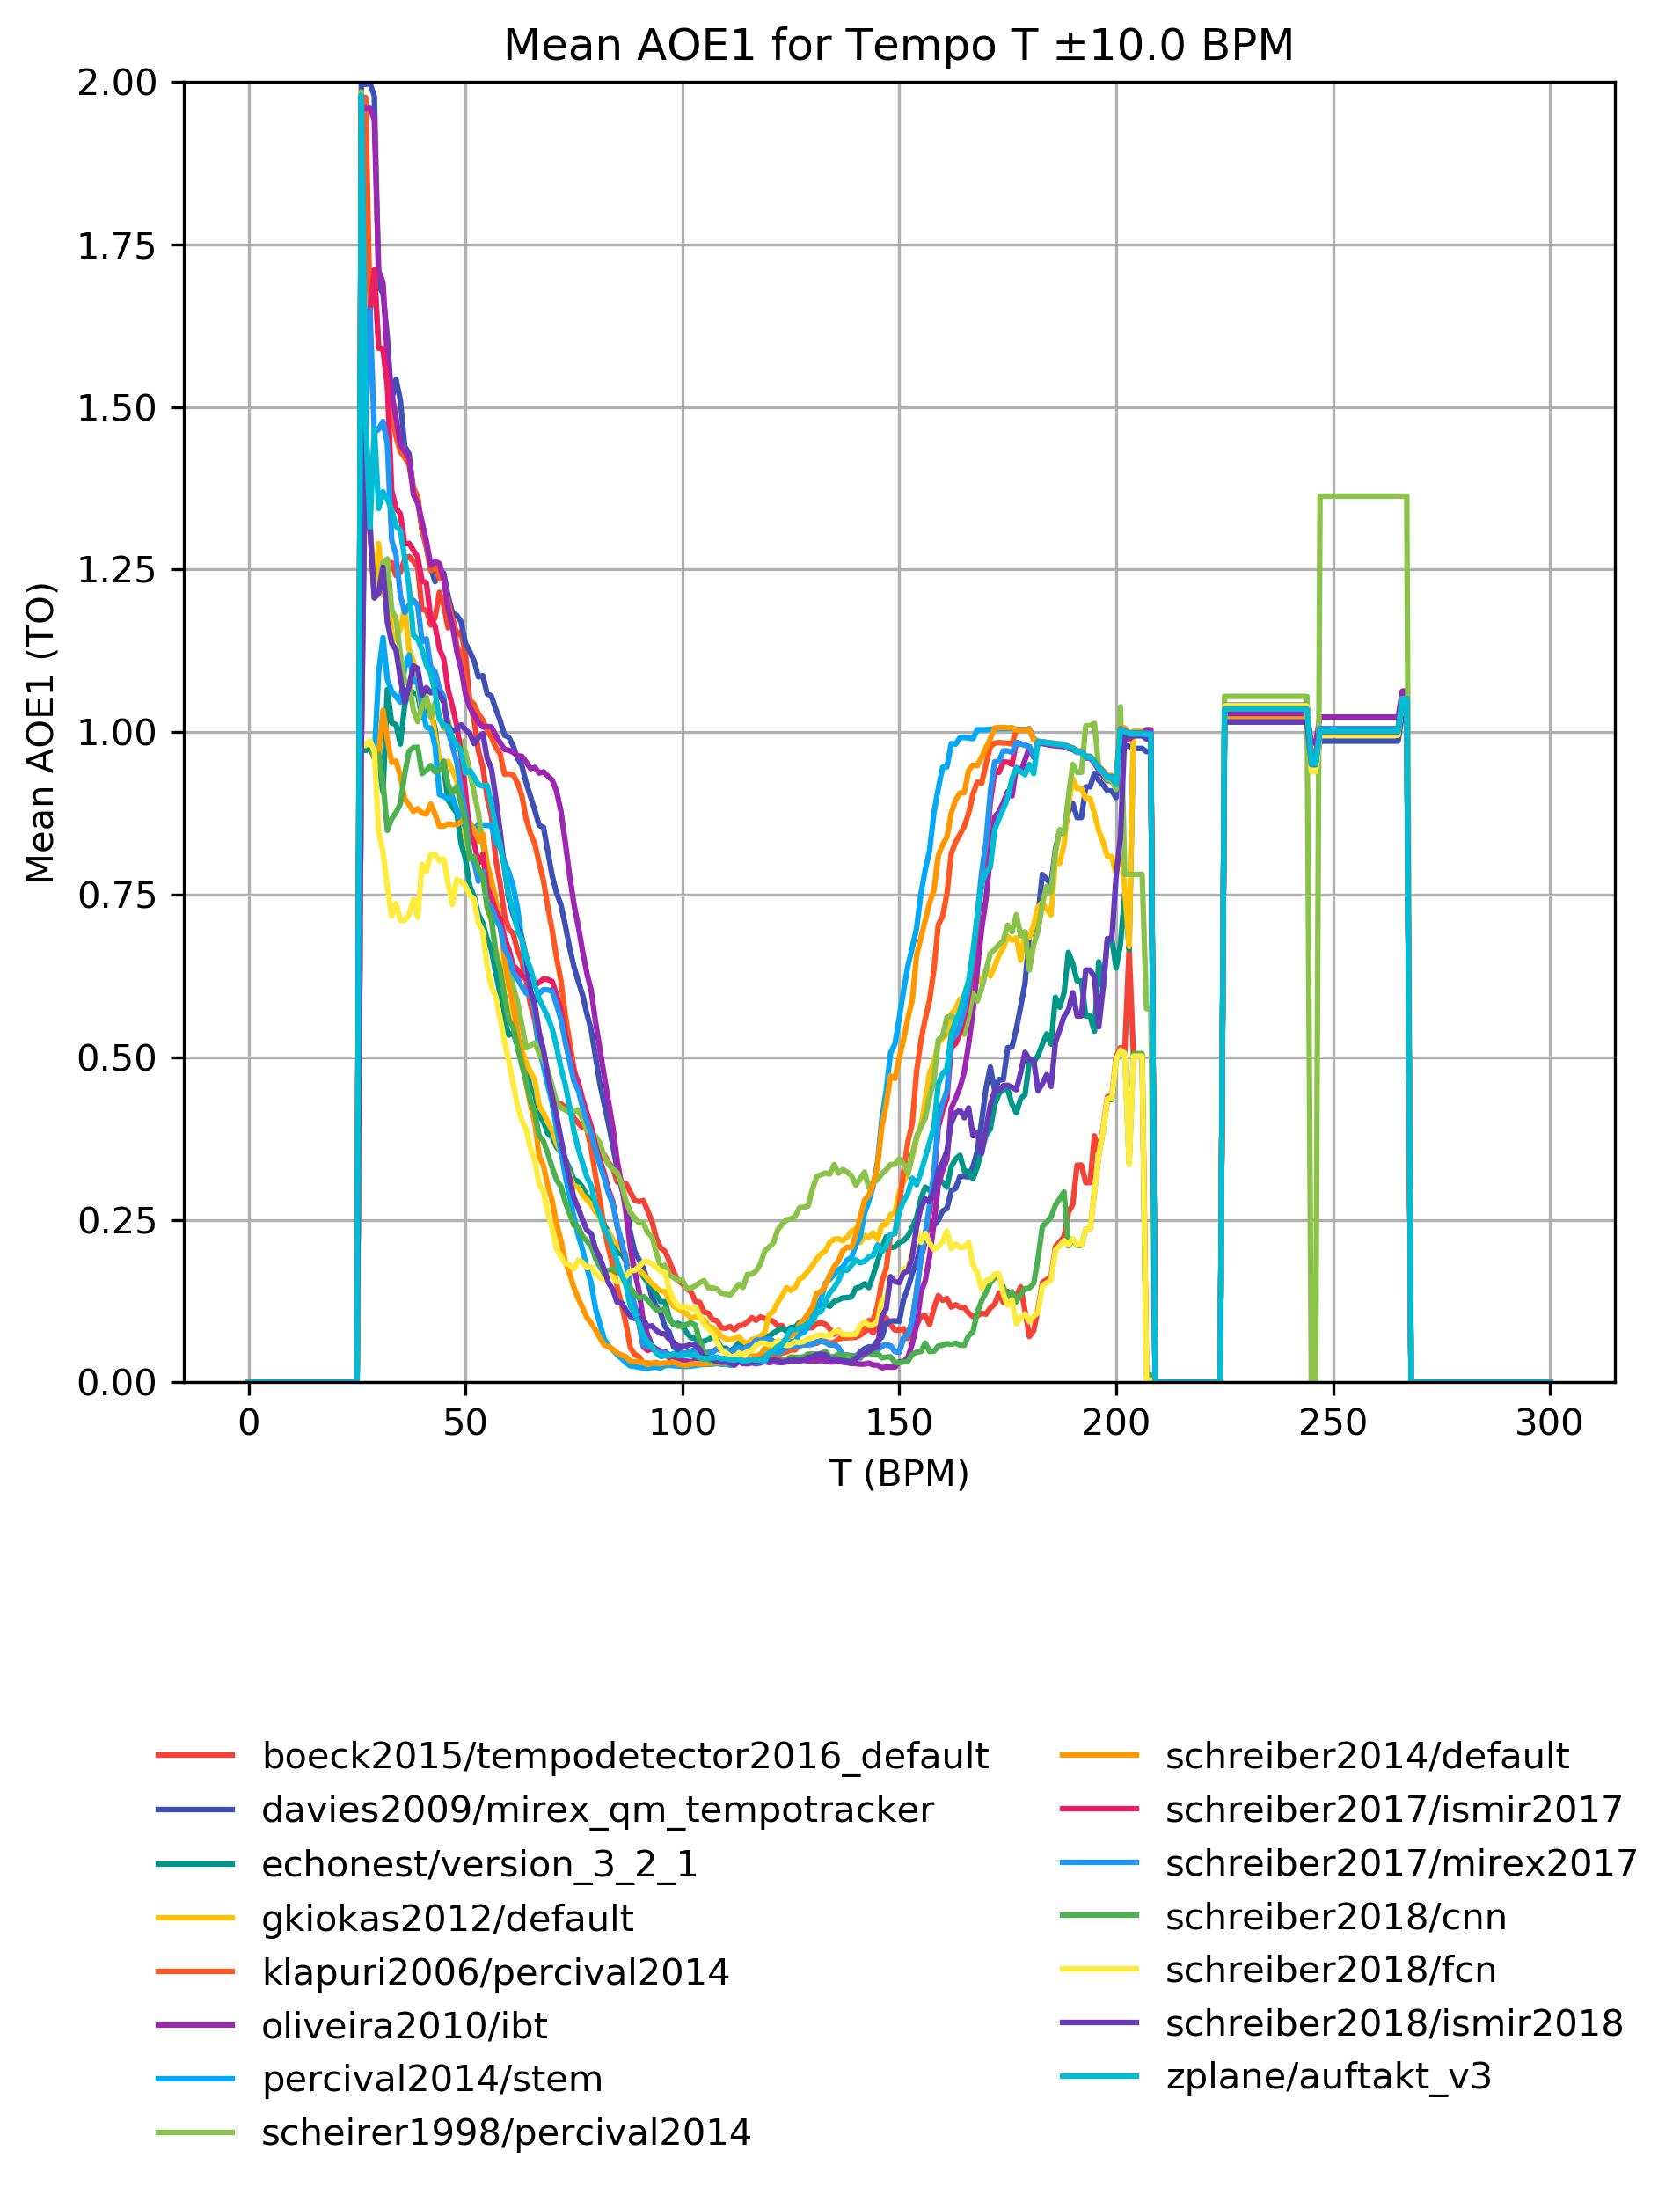 Mean AOE1 for Tempo T ±10.0 BPM
2.00
1.75
1.50
1.25
1.00
0.75
0.50
0.25
0.00
Mean AOE1 (TO)
0 50 100 150 200 250 300
T (BPM)
boeck2015/tempodetector2016_default
davies2009/mirex_qm_tempotracker
echonest/version_3_2_1
gkiokas2012/default
klapuri2006/percival2014
oliveira2010/ibt
percival2014/stem
scheirer1998/percival2014
schreiber2014/default
schreiber2017/ismir2017
schreiber2017/mirex2017
schreiber2018/cnn
schreiber2018/fcn
schreiber2018/ismir2018
zplane/auftakt_v3